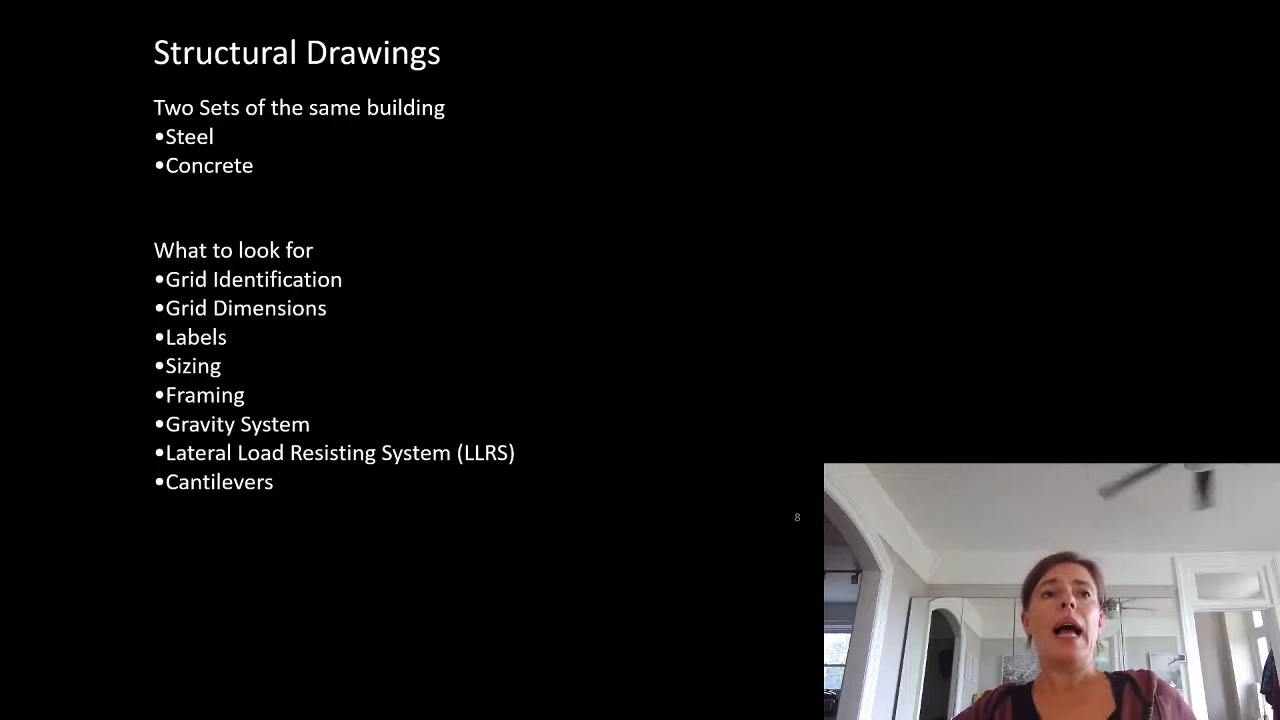 Structural Drawings
Two Sets of the same building
•Steel
•Concrete
What to look for
•Grid Identification
•Grid Dimensions
•Labels
•Sizing
•Framing
•Gravity System
•Lateral Load Resisting System (LLRS)
•Cantilevers
8